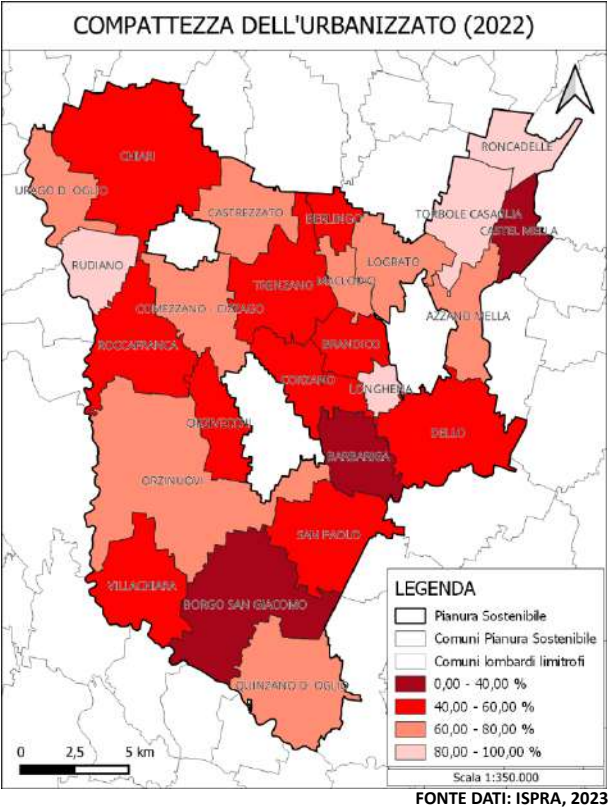 COMPATTEZZA DELL'URBANIZZATO (2022)
RONCADELLE
CHIARI
URAGO D. OGLIO
CASTREZZATO
BERLINGO
TORBOLE CASAGLIA
CASTEL MELLA
RUDIANO
LOGRATO
TRENZANO
MACLODIO
COMEZZANO - CIZZAGO
AZZANO MELLA
ROCCAFRANCA
BRANDICO
CORZANO
LONGHENA
ORZIVECCHI
DELLO
BARBARIGA
ORZINUOVI
SAN PAOLO
VILLACHIARA
BORGO SAN GIACOMO
QUINZANO D. OGLIO
LEGENDA
Pianura Sostenibile
Comuni Pianura Sostenibile
Comuni lombardi limitrofi
0,00 - 40,00 %
40,00 - 60,00 %
60,00 - 80,00 %
80,00 - 100,00 %
0 2,5 5 km
Scala 1:350.000
FONTE DATI: ISPRA, 2023